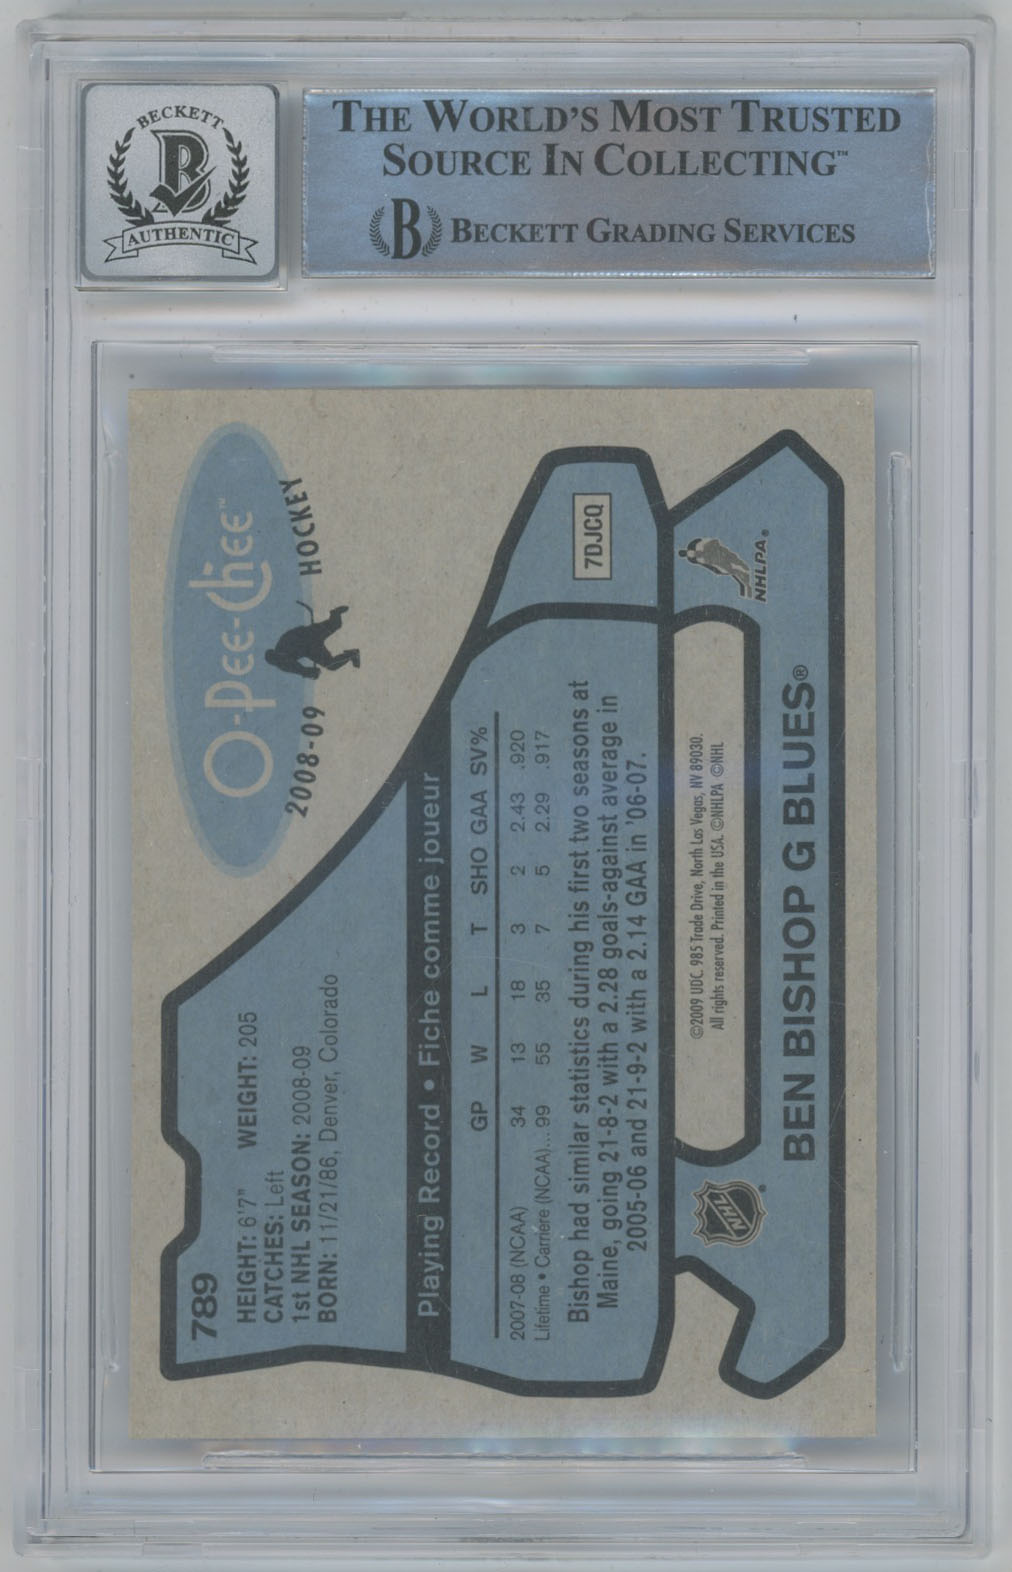 BECKETT
B
AUTHENTIC
THE WORLD'S MOST TRUSTED
SOURCE IN COLLECTING™
B BECKETT GRADING SERVICES
O-Pee-Chee™
2008-09 HOCKEY
789
HEIGHT: 6'7" WEIGHT: 205
CATCHES: Left
1st NHL SEASON: 2008-09
BORN: 11/21/86, Denver, Colorado
Playing Record • Fiche comme joueur
GP W L T SHO GAA SV%
2007-08 (NCAA) 34 13 18 3 2 2.43 .920
Lifetime • Carriere (NCAA)... 99 55 35 7 5 2.29 .917
Bishop had similar statistics during his first two seasons at
Maine, going 21-8-2 with a 2.28 goals-against average in
2005-06 and 21-9-2 with a 2.14 GAA in '06-07.
7DJCQ
©2009 UDC. 985 Trade Drive, North Las Vegas, NV 89030.
All rights reserved. Printed in the USA. ©NHLPA ©NHL
NHL®
NHLPA®
BEN BISHOP G BLUES®